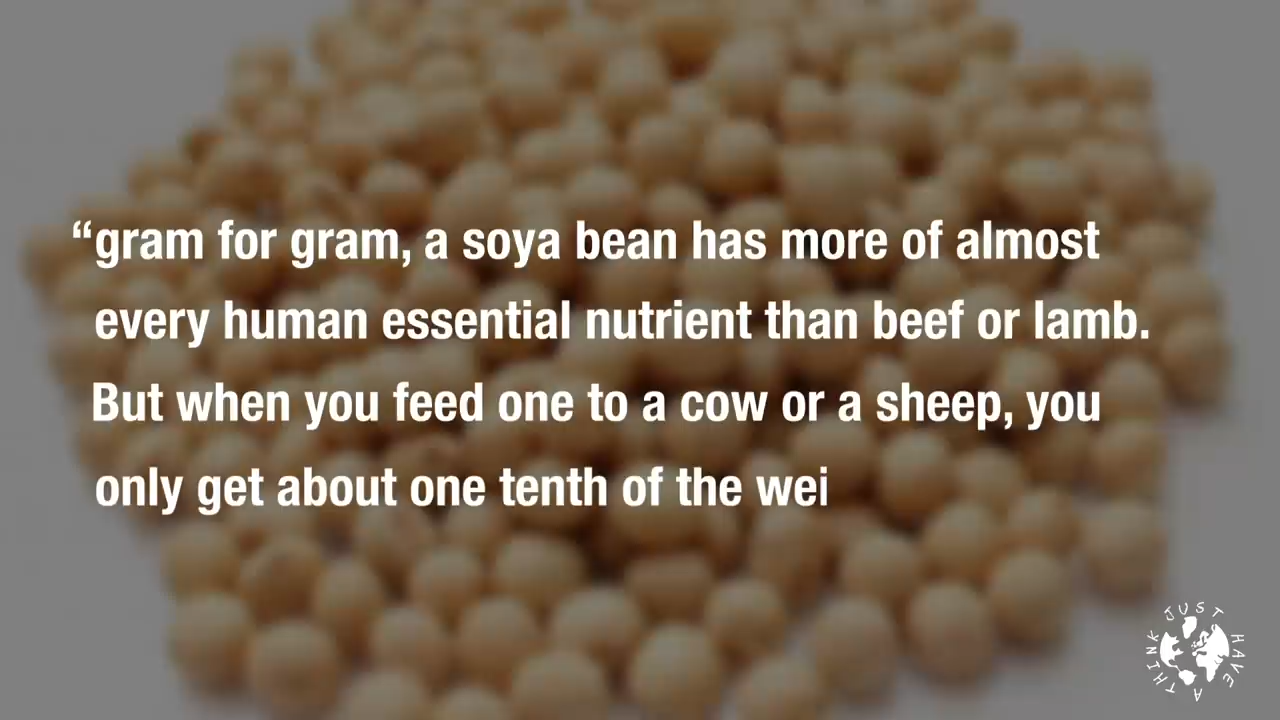 “gram for gram, a soya bean has more of almost
every human essential nutrient than beef or lamb.
But when you feed one to a cow or a sheep, you
only get about one tenth of the wei
JUST HAVE A THINK